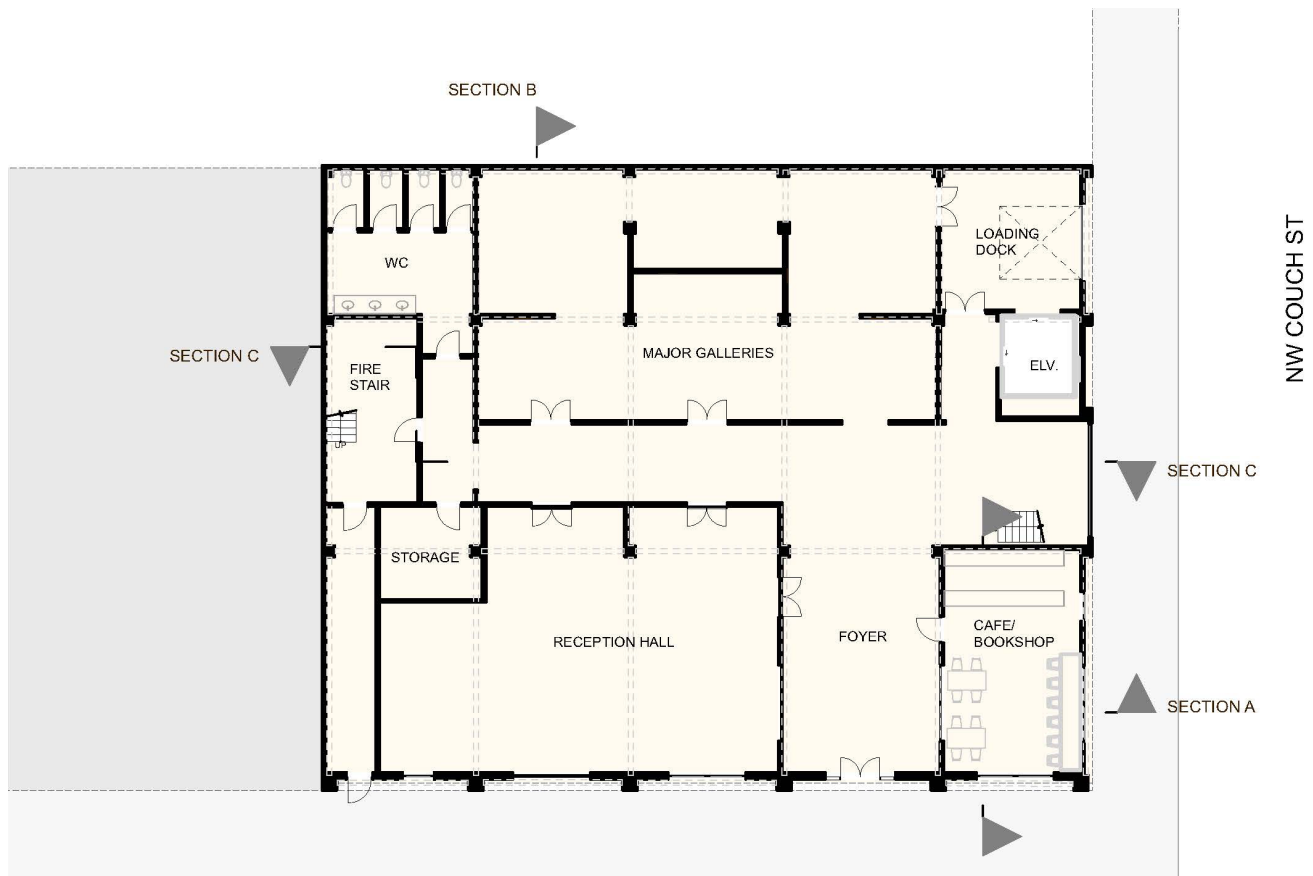 SECTION B
NW COUCH ST
LOADING
DOCK
WC
SECTION C
MAJOR GALLERIES
FIRE
STAIR
ELV.
UP
SECTION C
STORAGE
RECEPTION HALL
FOYER
CAFE/
BOOKSHOP
SECTION A